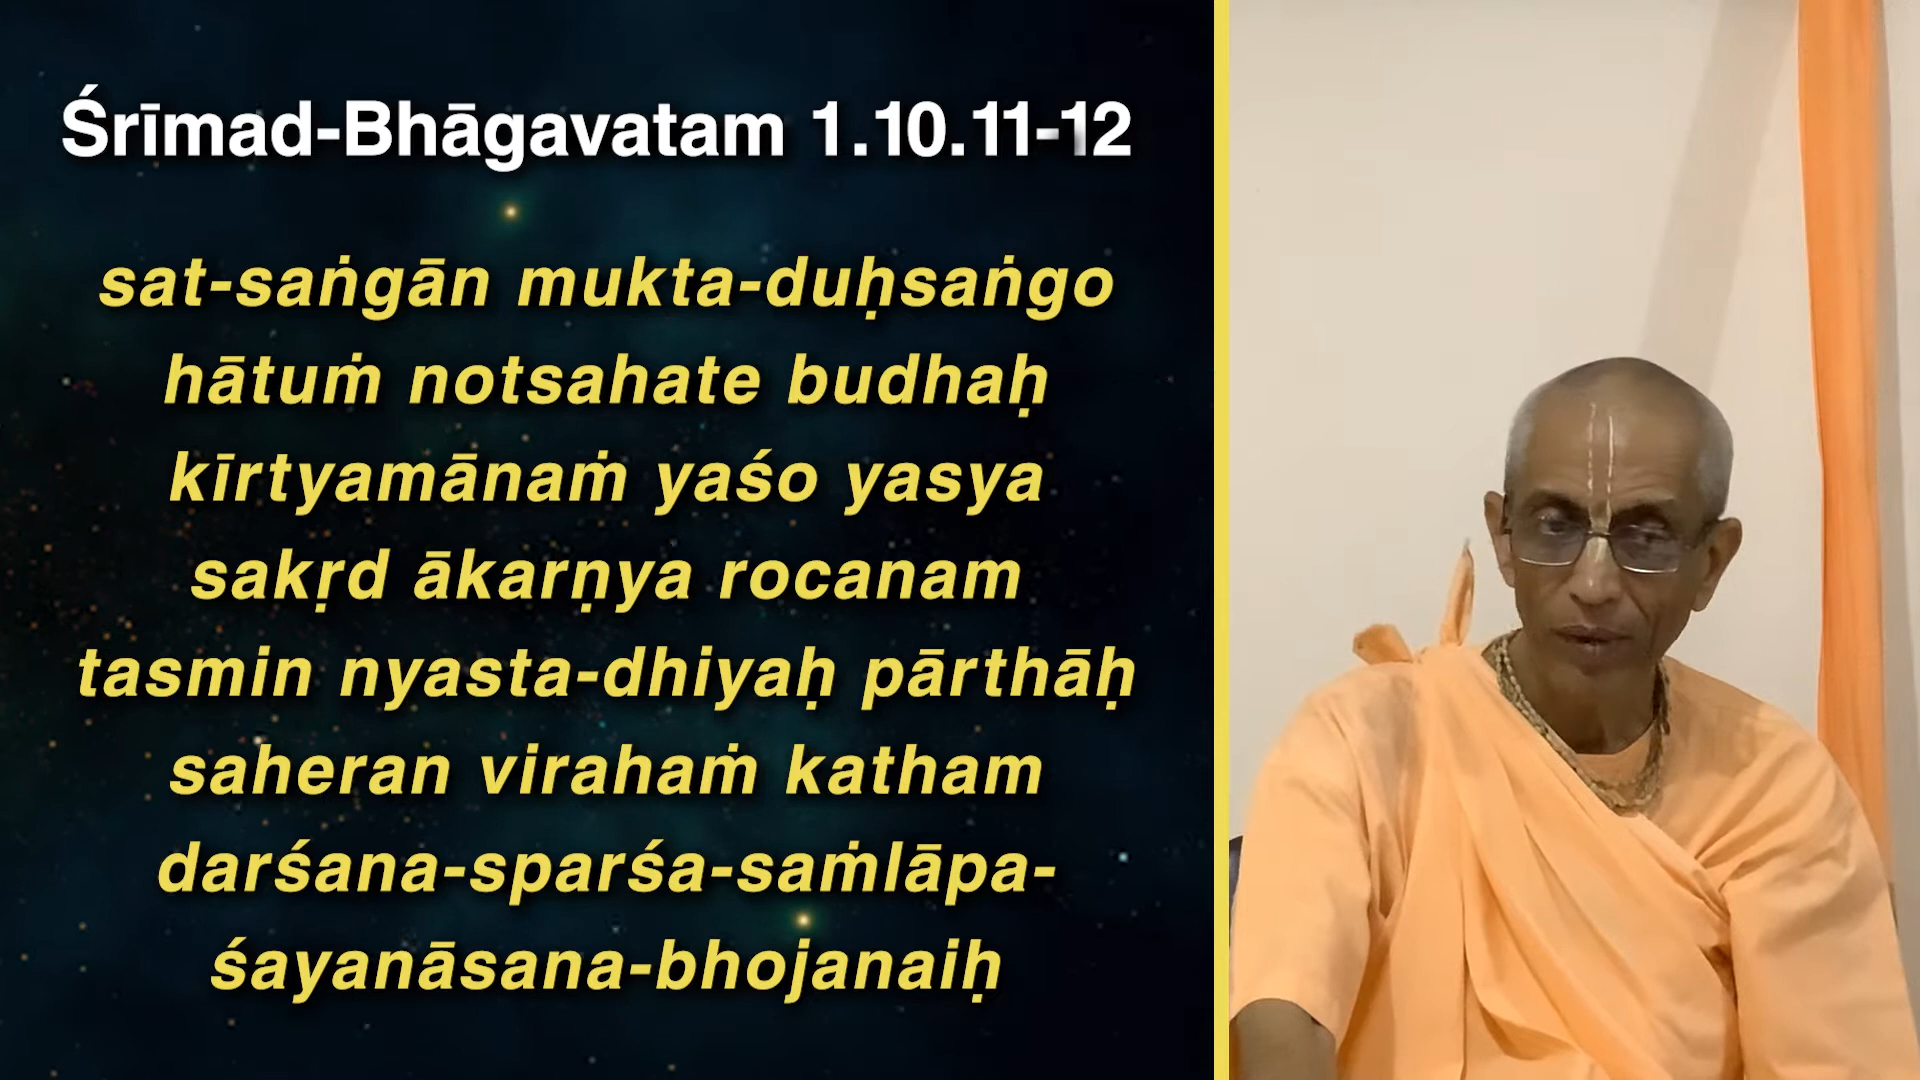 Śrīmad-Bhāgavatam 1.10.11-12
sat-saṅgān mukta-duḥsaṅgo
hātuṁ notsahate budhaḥ
kīrtyamānaṁ yaśo yasya
sakṛd ākarṇya rocanam
tasmin nyasta-dhiyaḥ pārthāḥ
saheran virahaṁ katham
darśana-sparśa-saṁlāpa-
śayanāsana-bhojanaiḥ